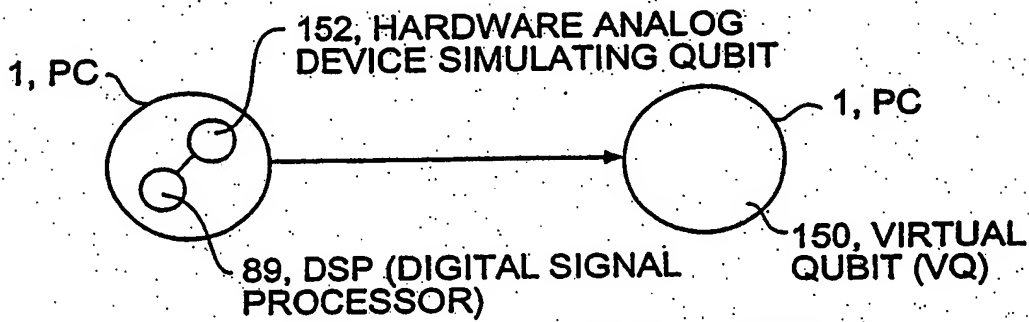 152, HARDWARE ANALOG
DEVICE SIMULATING QUBIT
1, PC
1, PC
150, VIRTUAL
QUBIT (VQ)
89, DSP (DIGITAL SIGNAL
PROCESSOR)